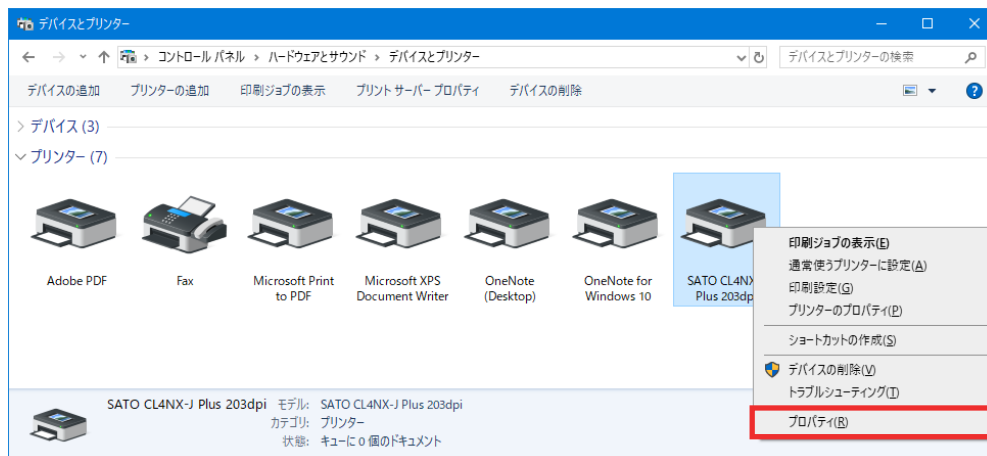 デバイスとプリンター
コントロール パネル › ハードウェアとサウンド › デバイスとプリンター
デバイスとプリンターの検索
デバイスの追加 プリンターの追加 印刷ジョブの表示 プリント サーバー プロパティ デバイスの削除
デバイス (3)
プリンター (7)
Adobe PDF
Fax
Microsoft Print
to PDF
Microsoft XPS
Document Writer
OneNote
(Desktop)
OneNote for
Windows 10
SATO CL4NX
Plus 203dp
印刷ジョブの表示(E)
通常使うプリンターに設定(A)
印刷設定(G)
プリンターのプロパティ(P)
ショートカットの作成(S)
デバイスの削除(V)
トラブルシューティング(T)
プロパティ(R)
SATO CL4NX-J Plus 203dpi モデル: SATO CL4NX-J Plus 203dpi
カテゴリ: プリンター
状態: キューに 0 個のドキュメント